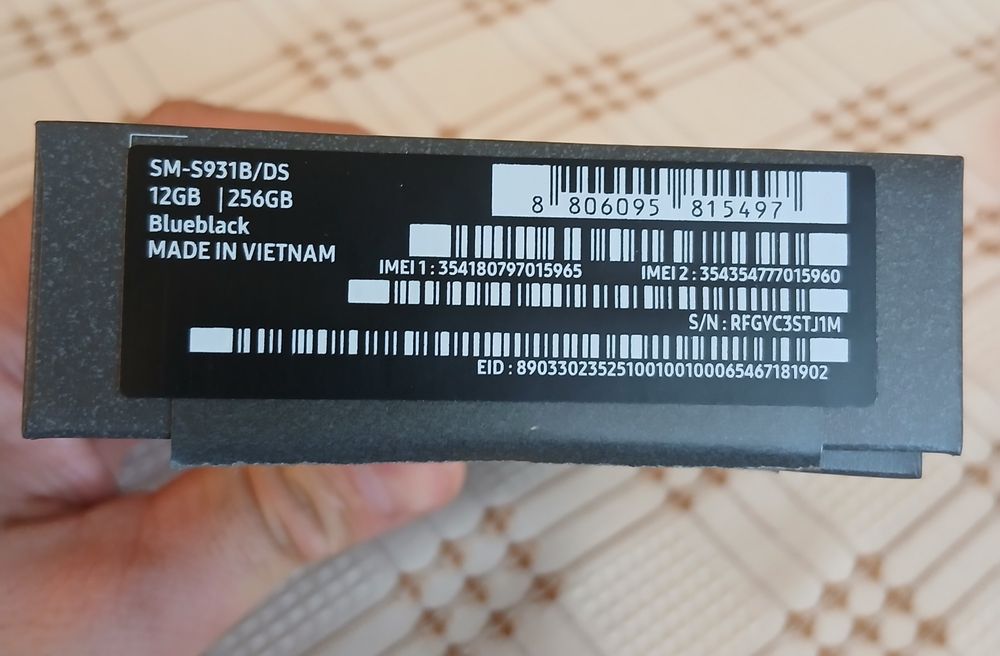 SM-S931B/DS
12GB | 256GB
Blueblack
MADE IN VIETNAM
8 806095 815497
IMEI 1 : 354180797015965 IMEI 2 : 354354777015960
S/N : RFGYC3STJ1M
EID : 89033023525100100100065467181902